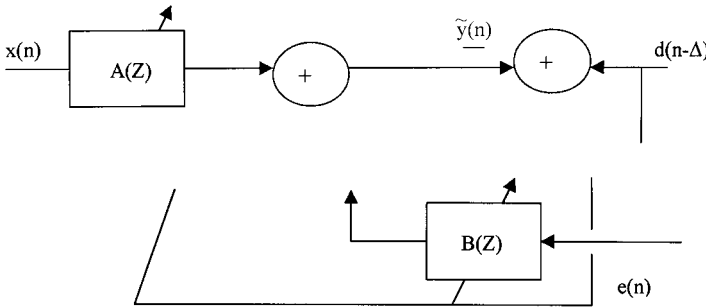 x(n)
A(Z)
+
ỹ(n)
+
d(n-Δ)
B(Z)
e(n)